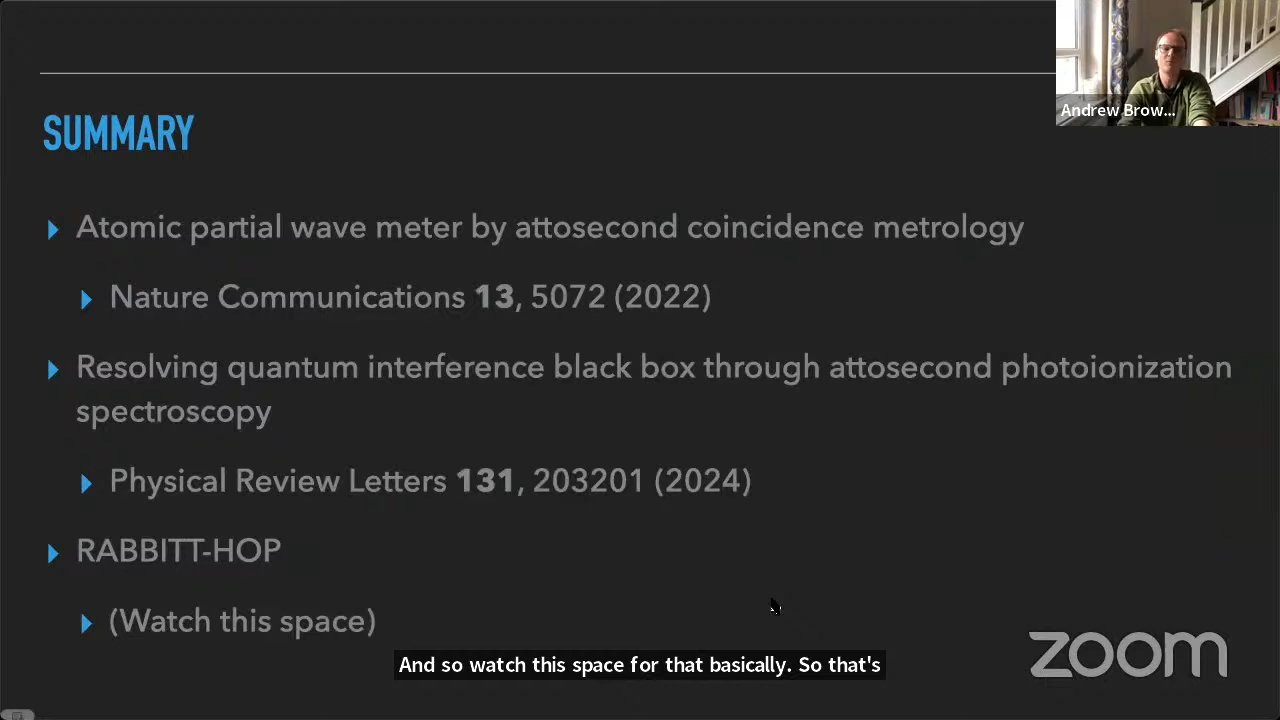 Andrew Brow...
SUMMARY
Atomic partial wave meter by attosecond coincidence metrology
Nature Communications 13, 5072 (2022)
Resolving quantum interference black box through attosecond photoionization
spectroscopy
Physical Review Letters 131, 203201 (2024)
RABBITT-HOP
(Watch this space)
And so watch this space for that basically. So that's
zoom